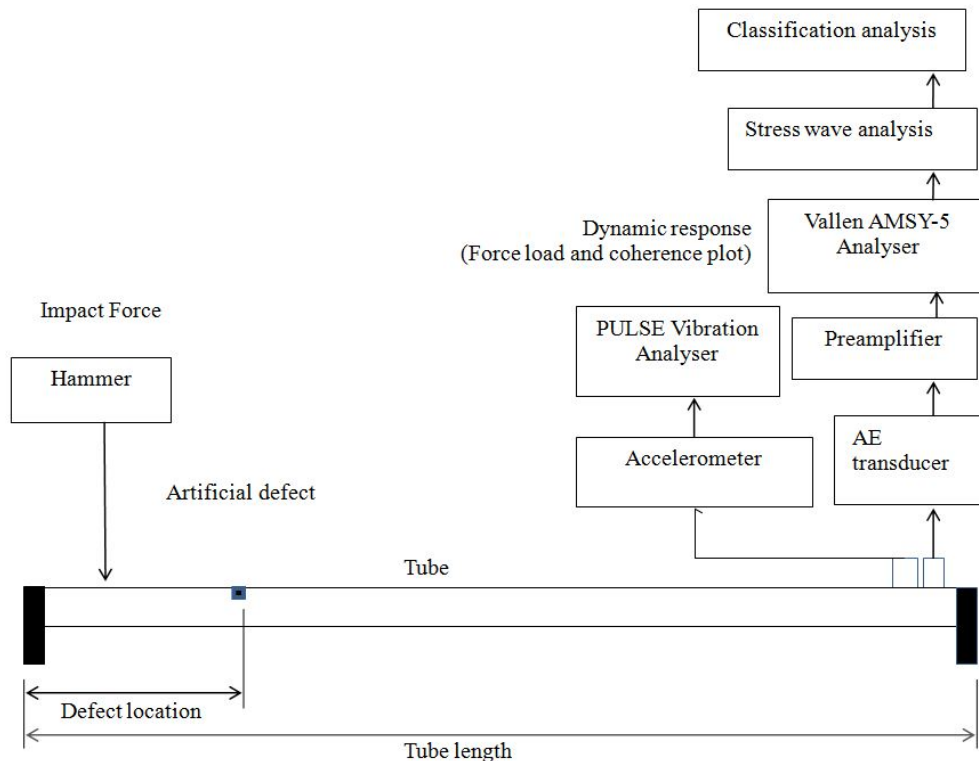 Classification analysis
Stress wave analysis
Vallen AMSY-5
Analyser
Dynamic response
(Force load and coherence plot)
Impact Force
PULSE Vibration
Analyser
Preamplifier
Hammer
Accelerometer
AE
transducer
Artificial defect
Tube
Defect location
Tube length